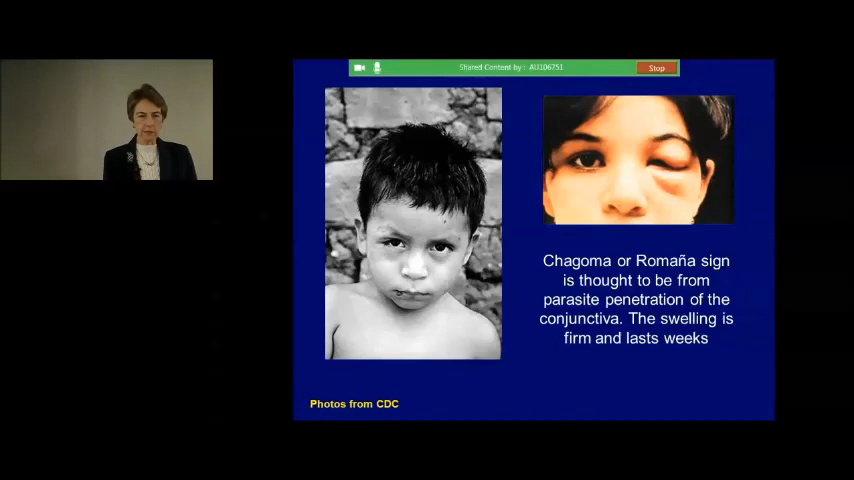 Shared Content by : AU106751
Stop
Chagoma or Romaña sign
is thought to be from
parasite penetration of the
conjunctiva. The swelling is
firm and lasts weeks
Photos from CDC